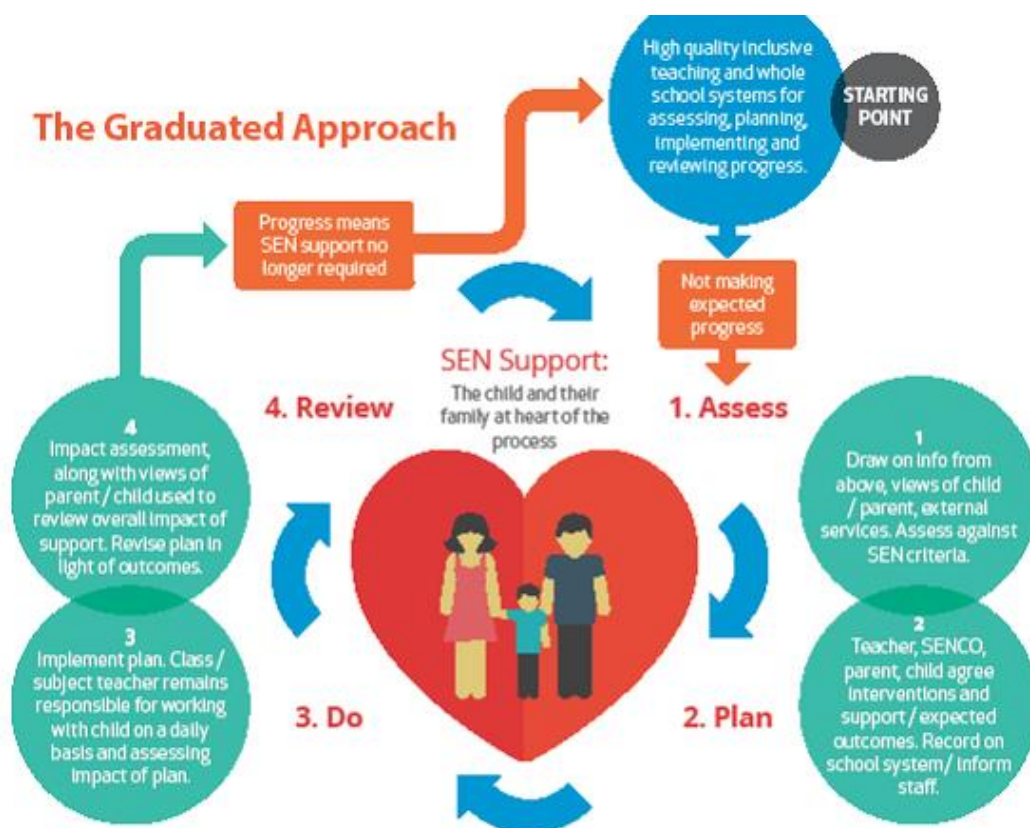 High quality inclusive
teaching and whole
school systems for
assessing, planning,
implementing and
reviewing progress.
STARTING
POINT
The Graduated Approach
Progress means
SEN support no
longer required
Not making
expected
progress
SEN Support:
The child and their
family at heart of the
process
4. Review
1. Assess
4
Impact assessment,
along with views of
parent / child used to
review overall impact of
support. Revise plan in
light of outcomes.
1
Draw on info from
above, views of child
/ parent, external
services. Assess against
SEN criteria.
3
Implement plan. Class /
subject teacher remains
responsible for working
with child on a daily
basis and assessing
impact of plan.
3. Do
2. Plan
2
Teacher, SENCO,
parent, child agree
interventions and
support / expected
outcomes. Record on
school system / inform
staff.